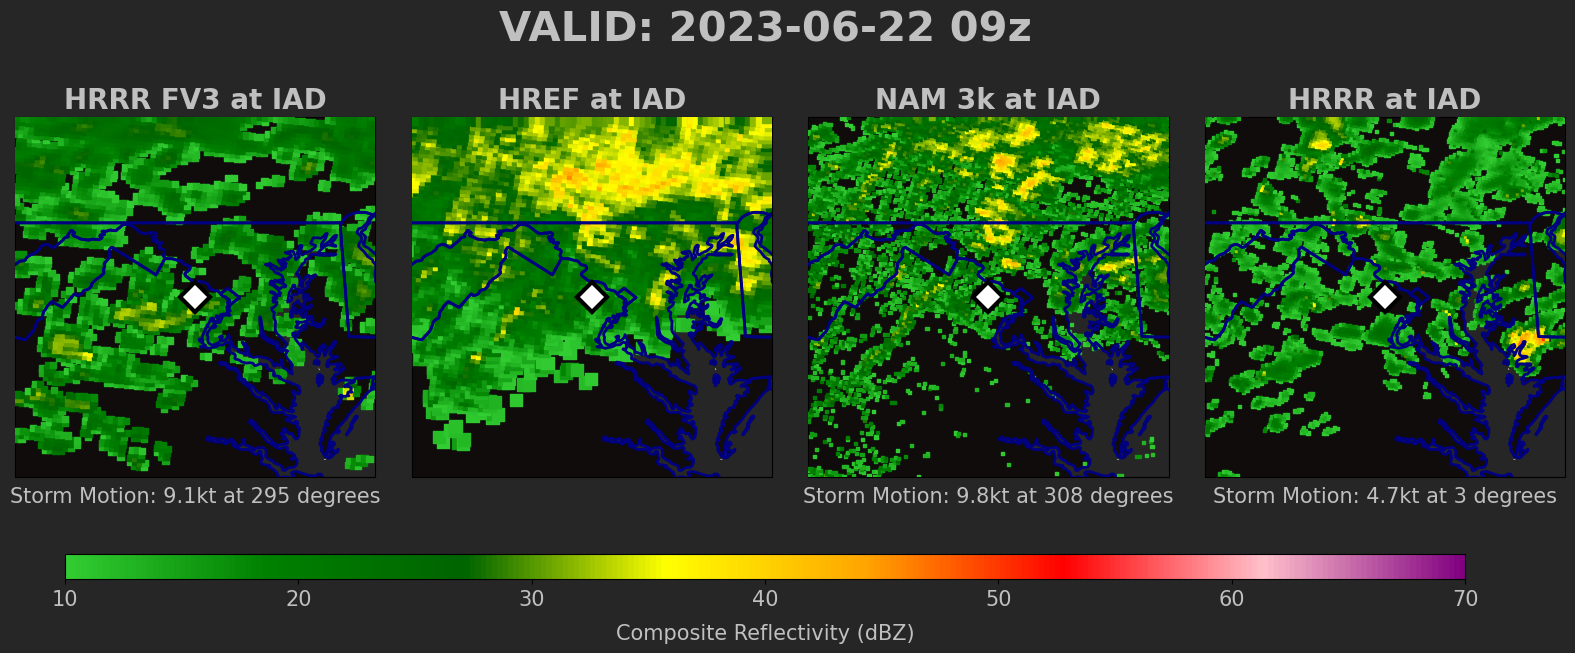 VALID: 2023-06-22 09z
HRRR FV3 at IAD
HREF at IAD
NAM 3k at IAD
HRRR at IAD
Storm Motion: 9.1kt at 295 degrees
Storm Motion: 9.8kt at 308 degrees
Storm Motion: 4.7kt at 3 degrees
10 20 30 40 50 60 70
Composite Reflectivity (dBZ)